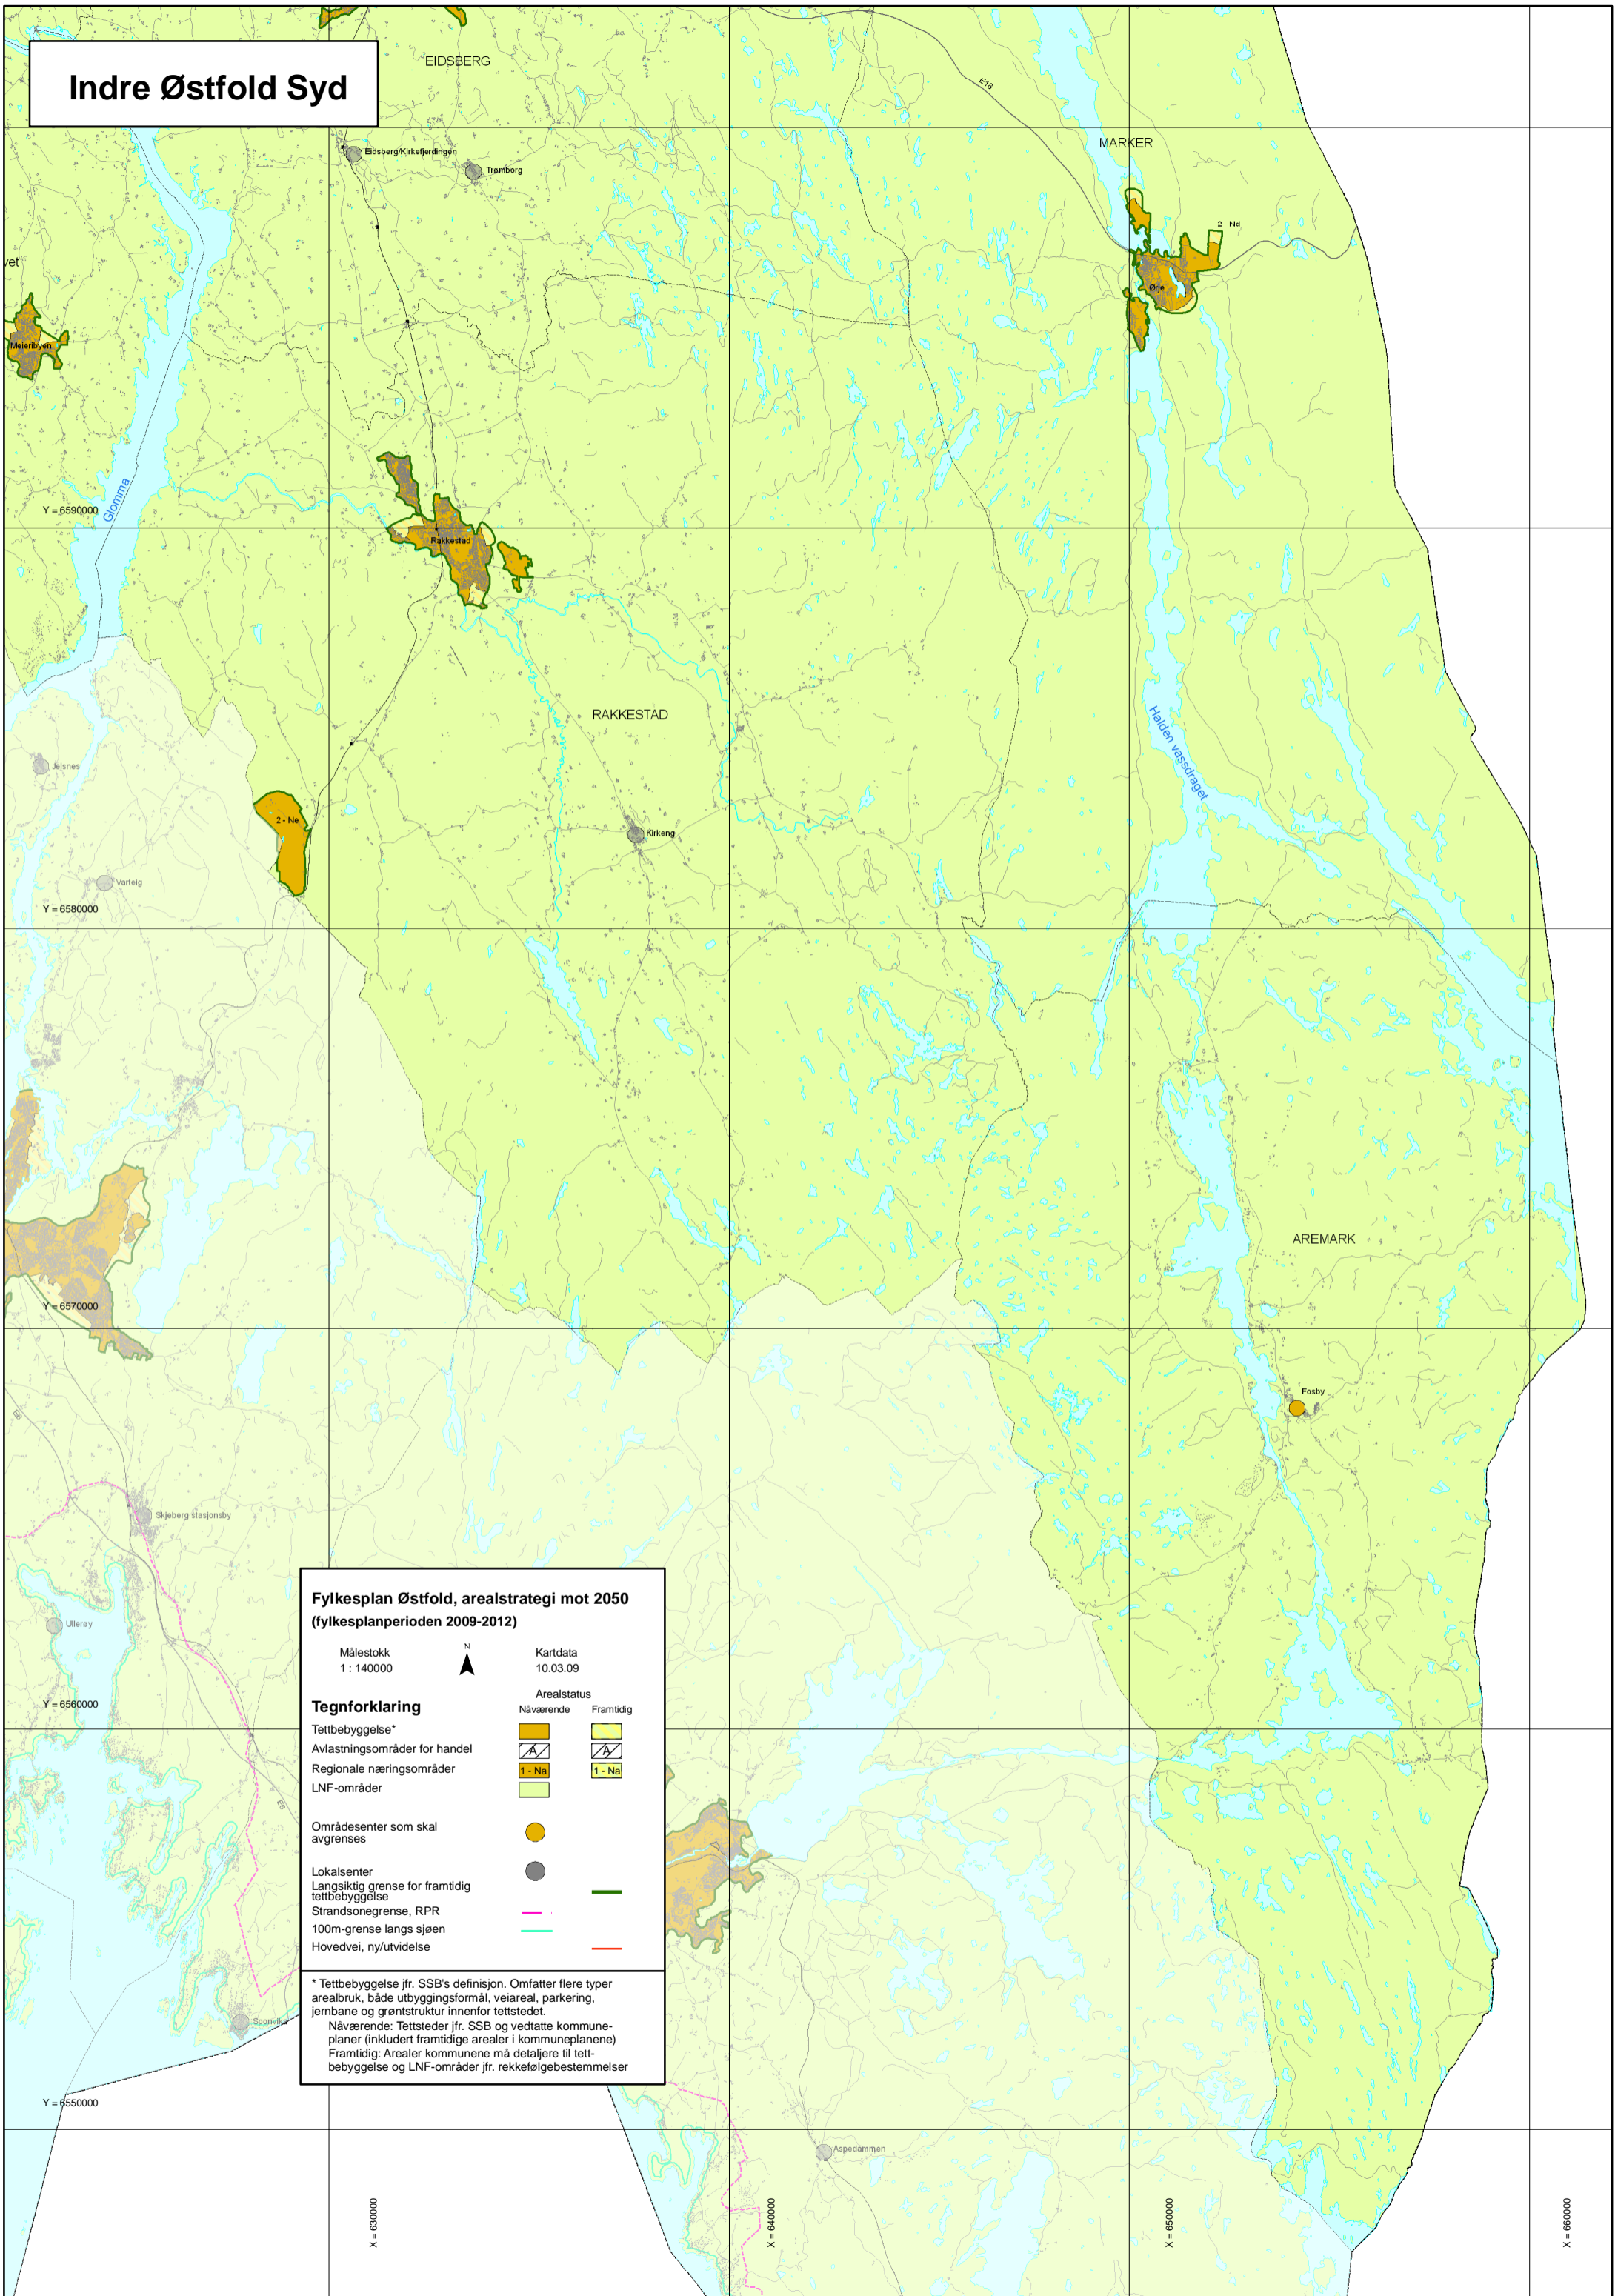 Indre Østfold Syd
EIDSBERG
E18
MARKER
Eidsberg/Kirkefjerdingen
Trømborg
2 - Nd
Ørje
vet
Meieribyen
Glomma
Y = 6590000
Rakkestad
RAKKESTAD
Halden vassdraget
Jelsnes
2 - Ne
Kirkeng
Varteig
Y = 6580000
AREMARK
Y = 6570000
Fosby
E6
Skjeberg stasjonsby
Ullerøy
Y = 6560000
E6
Sponvika
Y = 6550000
Aspedammen
X = 630000
X = 640000
X = 650000
X = 660000
Fylkesplan Østfold, arealstrategi mot 2050
(fylkesplanperioden 2009-2012)
Målestokk
1 : 140000
N
Kartdata
10.03.09
Arealstatus
Tegnforklaring
Nåværende Framtidig
Tettbebyggelse*
Avlastningsområder for handel
A A
Regionale næringsområder
1 - Na 1 - Na
LNF-områder
Områdesenter som skal
avgrenses
Lokalsenter
Langsiktig grense for framtidig
tettbebyggelse
Strandsonegrense, RPR
100m-grense langs sjøen
Hovedvei, ny/utvidelse
* Tettbebyggelse jfr. SSB's definisjon. Omfatter flere typer
arealbruk, både utbyggingsformål, veiareal, parkering,
jernbane og grøntstruktur innenfor tettstedet.
Nåværende: Tettsteder jfr. SSB og vedtatte kommune-
planer (inkludert framtidige arealer i kommuneplanene)
Framtidig: Arealer kommunene må detaljere til tett-
bebyggelse og LNF-områder jfr. rekkefølgebestemmelser